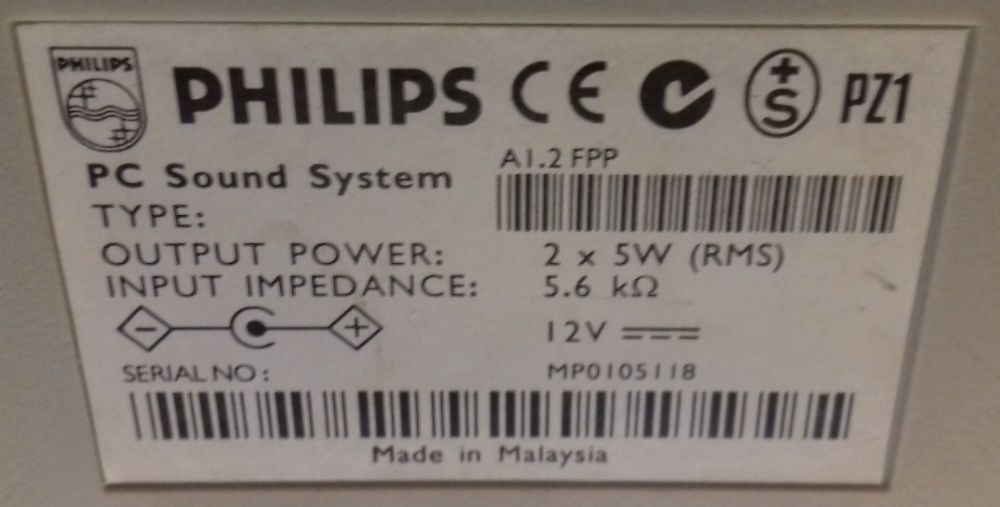 PHILIPS
PHILIPS CE S PZ1
PC Sound System
A1.2 FPP
TYPE:
OUTPUT POWER: 2 x 5W (RMS)
INPUT IMPEDANCE: 5.6 kΩ
− + 12V
SERIAL NO: MP0105118
Made in Malaysia